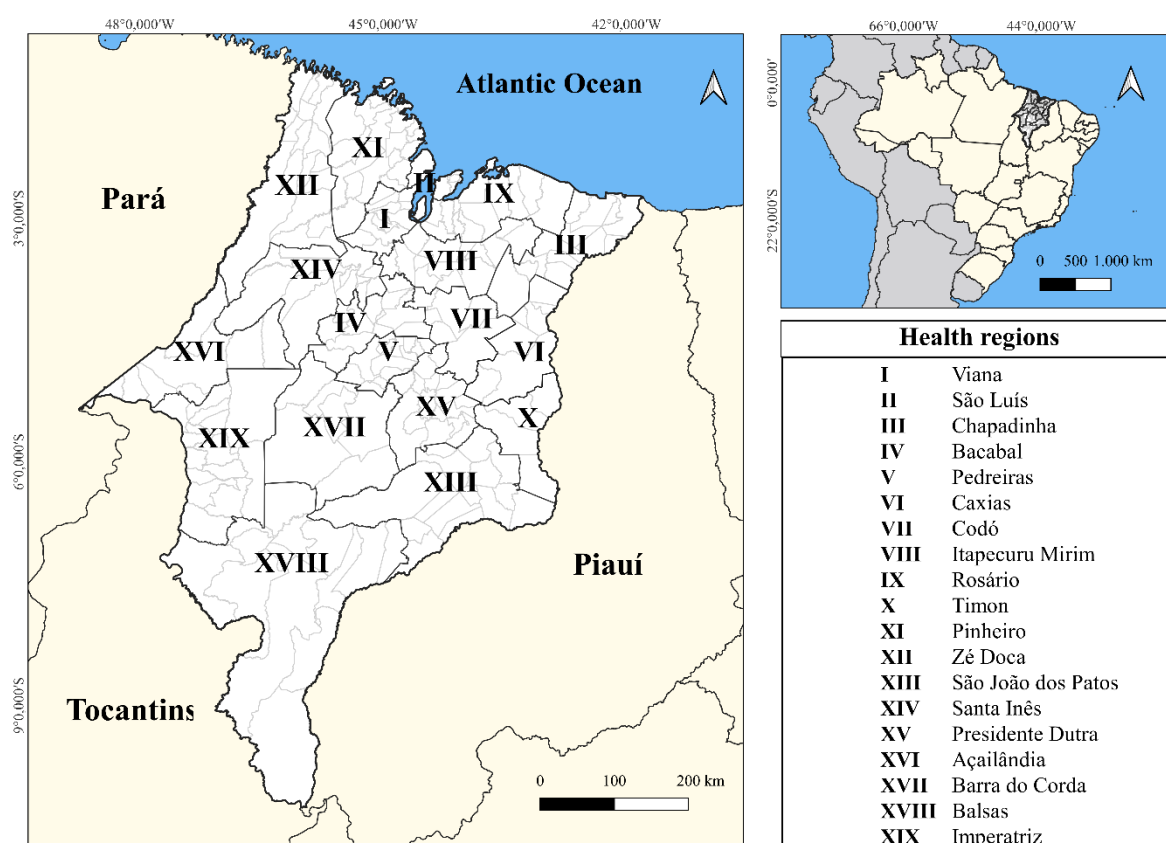 48°0,000'W 45°0,000'W 42°0,000'W
Atlantic Ocean
Pará
XI
XII
II
IX
I
3°0,000'S
III
VIII
XIV
IV
VII
V
VI
XVI
XV
X
XVII
XIX
6°0,000'S
XIII
XVIII
Piauí
Tocantins
9°0,000'S
0 100 200 km
66°0,000'W 44°0,000'W
0°0,000'
22°0,000'S
0 500 1.000 km
Health regions
I Viana
II São Luís
III Chapadinha
IV Bacabal
V Pedreiras
VI Caxias
VII Codó
VIII Itapecuru Mirim
IX Rosário
X Timon
XI Pinheiro
XII Zé Doca
XIII São João dos Patos
XIV Santa Inês
XV Presidente Dutra
XVI Açailândia
XVII Barra do Corda
XVIII Balsas
XIX Imperatriz